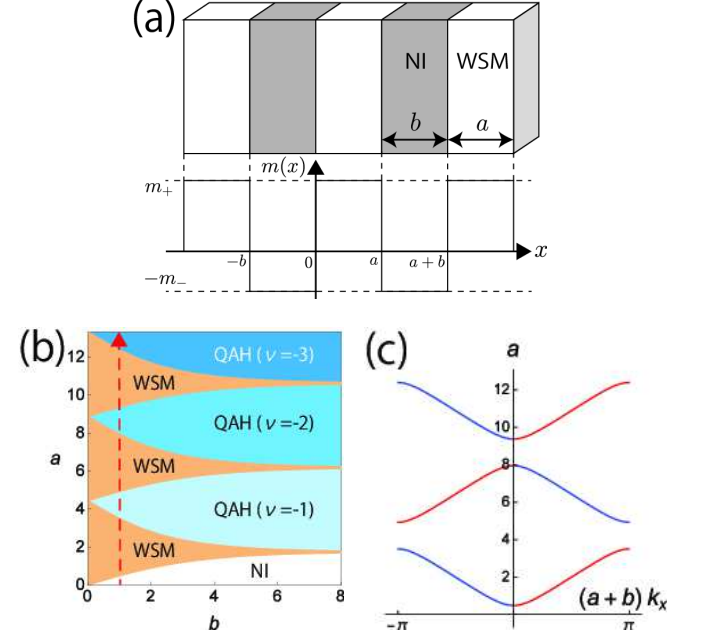 (a)
NI WSM
b a
m(x)
m₊
x
−b 0 a a + b
−m₋
(b)
12
10
8
6
4
2
0
a
QAH ( ν =-3)
WSM
QAH ( ν =-2)
WSM
QAH ( ν =-1)
WSM
NI
0 2 4 6 8
b
(c)
a
12
10
8
6
4
2
(a + b) kₓ
-π π